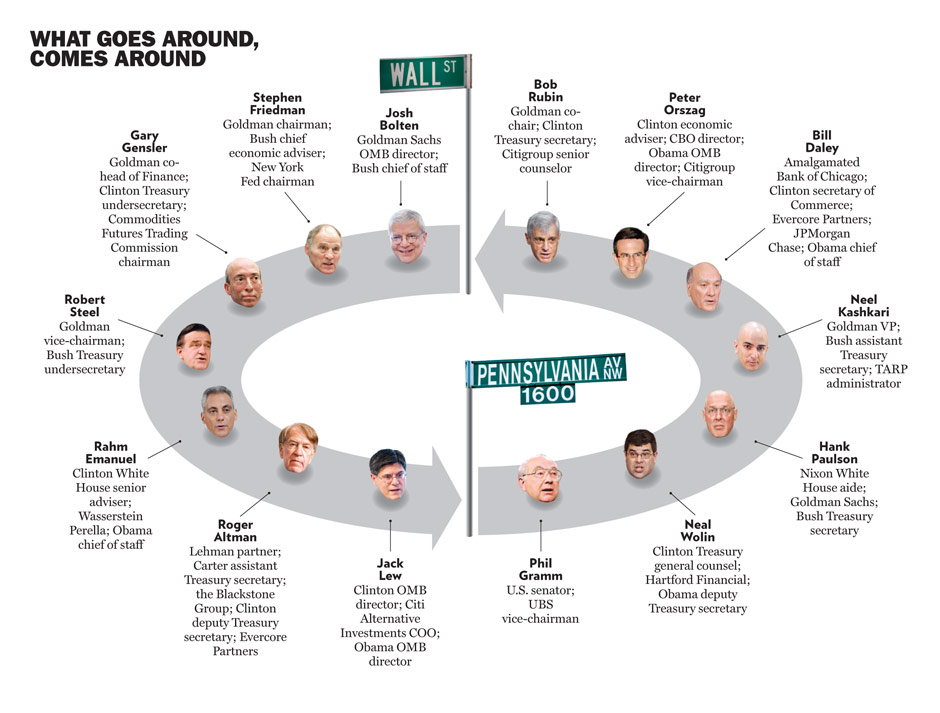 WHAT GOES AROUND,
COMES AROUND
WALL ST
Josh
Bolten
Goldman Sachs
OMB director;
Bush chief of staff
Stephen
Friedman
Goldman chairman;
Bush chief
economic adviser;
New York
Fed chairman
Gary
Gensler
Goldman co-
head of Finance;
Clinton Treasury
undersecretary;
Commodities
Futures Trading
Commission
chairman
Robert
Steel
Goldman
vice-chairman;
Bush Treasury
undersecretary
Rahm
Emanuel
Clinton White
House senior
adviser;
Wasserstein
Perella; Obama
chief of staff
Roger
Altman
Lehman partner;
Carter assistant
Treasury secretary;
the Blackstone
Group; Clinton
deputy Treasury
secretary; Evercore
Partners
Jack
Lew
Clinton OMB
director; Citi
Alternative
Investments COO;
Obama OMB
director
PENNSYLVANIA AV NW
1600
Phil
Gramm
U.S. senator;
UBS
vice-chairman
Neal
Wolin
Clinton Treasury
general counsel;
Hartford Financial;
Obama deputy
Treasury secretary
Hank
Paulson
Nixon White
House aide;
Goldman Sachs;
Bush Treasury
secretary
Neel
Kashkari
Goldman VP;
Bush assistant
Treasury
secretary; TARP
administrator
Bill
Daley
Amalgamated
Bank of Chicago;
Clinton secretary of
Commerce;
Evercore Partners;
JPMorgan
Chase; Obama chief
of staff
Peter
Orszag
Clinton economic
adviser; CBO director;
Obama OMB
director; Citigroup
vice-chairman
Bob
Rubin
Goldman co-
chair; Clinton
Treasury secretary;
Citigroup senior
counselor